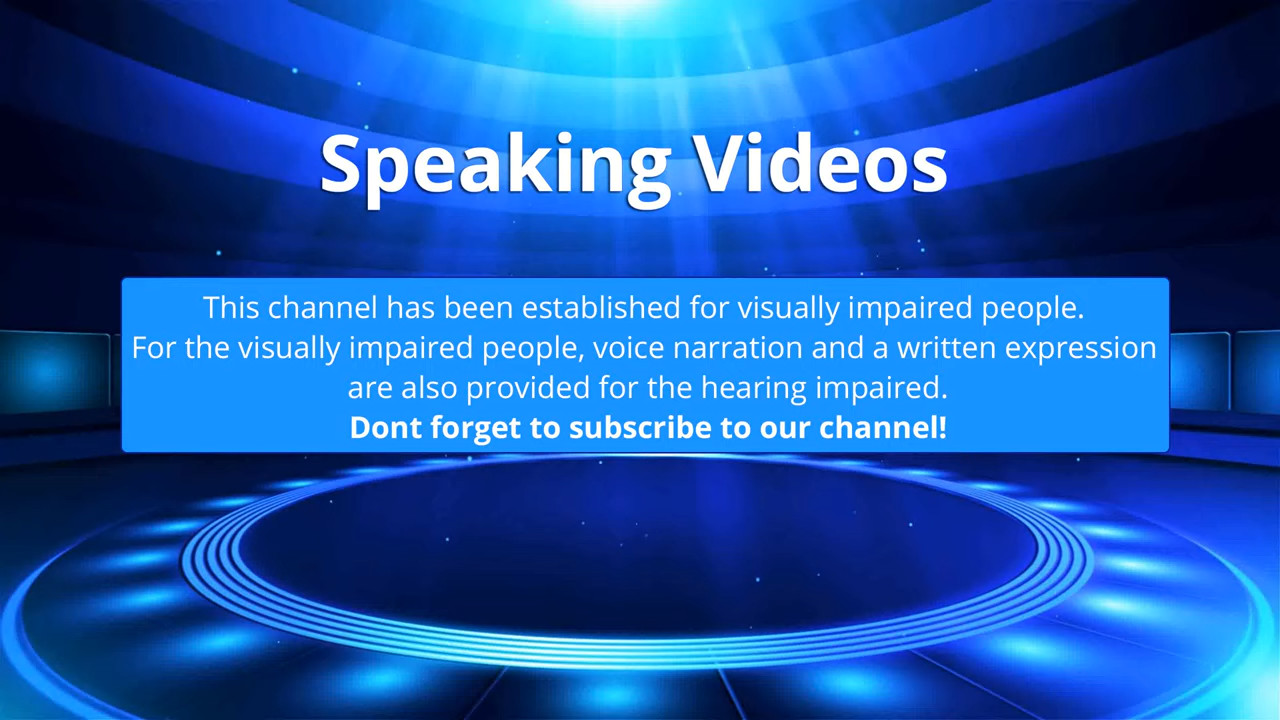 Speaking Videos
This channel has been established for visually impaired people.
For the visually impaired people, voice narration and a written expression
are also provided for the hearing impaired.
Dont forget to subscribe to our channel!